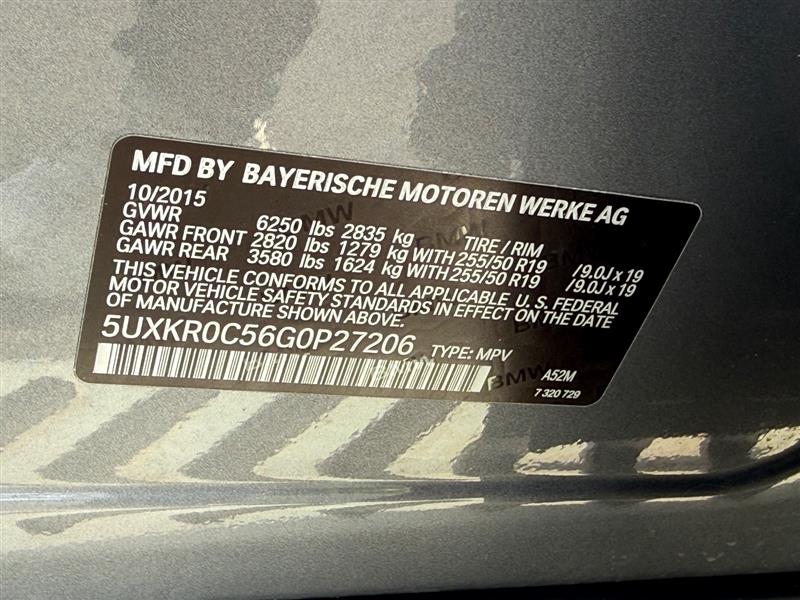 MFD BY BAYERISCHE MOTOREN WERKE AG
10/2015
GVWR 6250 lbs 2835 kg TIRE / RIM
GAWR FRONT 2820 lbs 1279 kg WITH 255/50 R19 /9.0J x 19
GAWR REAR 3580 lbs 1624 kg WITH 255/50 R19 /9.0J x 19
THIS VEHICLE CONFORMS TO ALL APPLICABLE U. S. FEDERAL
MOTOR VEHICLE SAFETY STANDARDS IN EFFECT ON THE DATE
OF MANUFACTURE SHOWN ABOVE.
5UXKR0C56G0P27206 TYPE: MPV
A52M
7 320 729
BMW
BMW
BMW